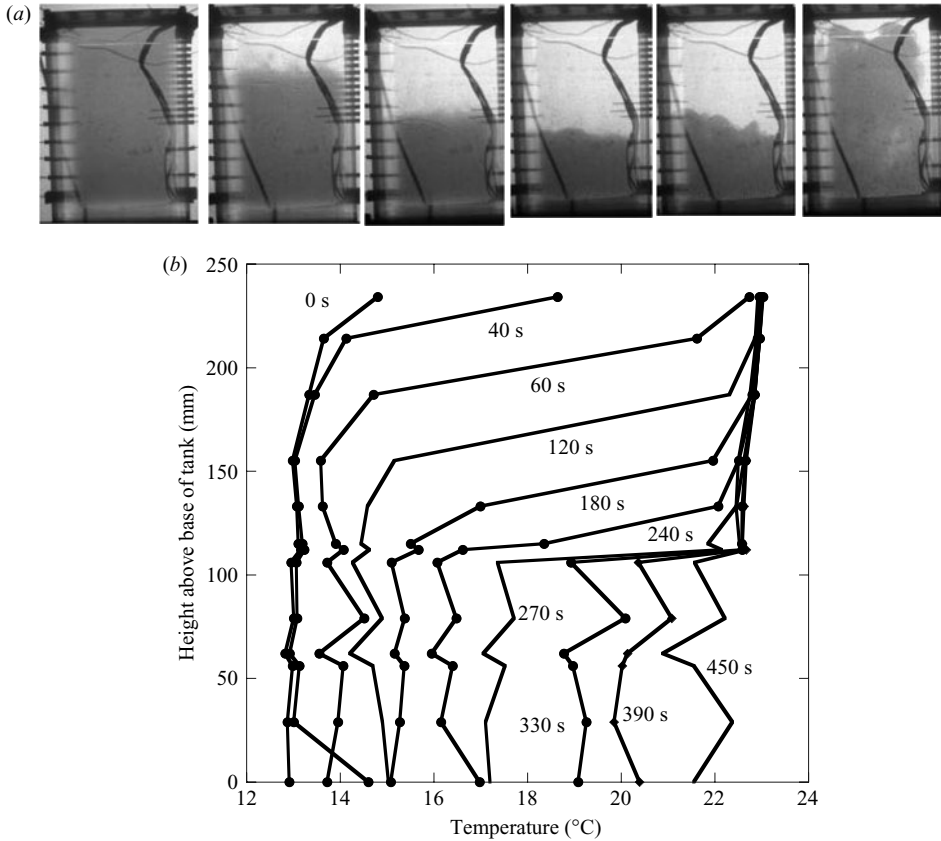 (a)
(b)
250
200
150
100
50
0
Height above base of tank (mm)
0 s
40 s
60 s
120 s
180 s
240 s
270 s
330 s
390 s
450 s
12 14 16 18 20 22 24
Temperature (°C)